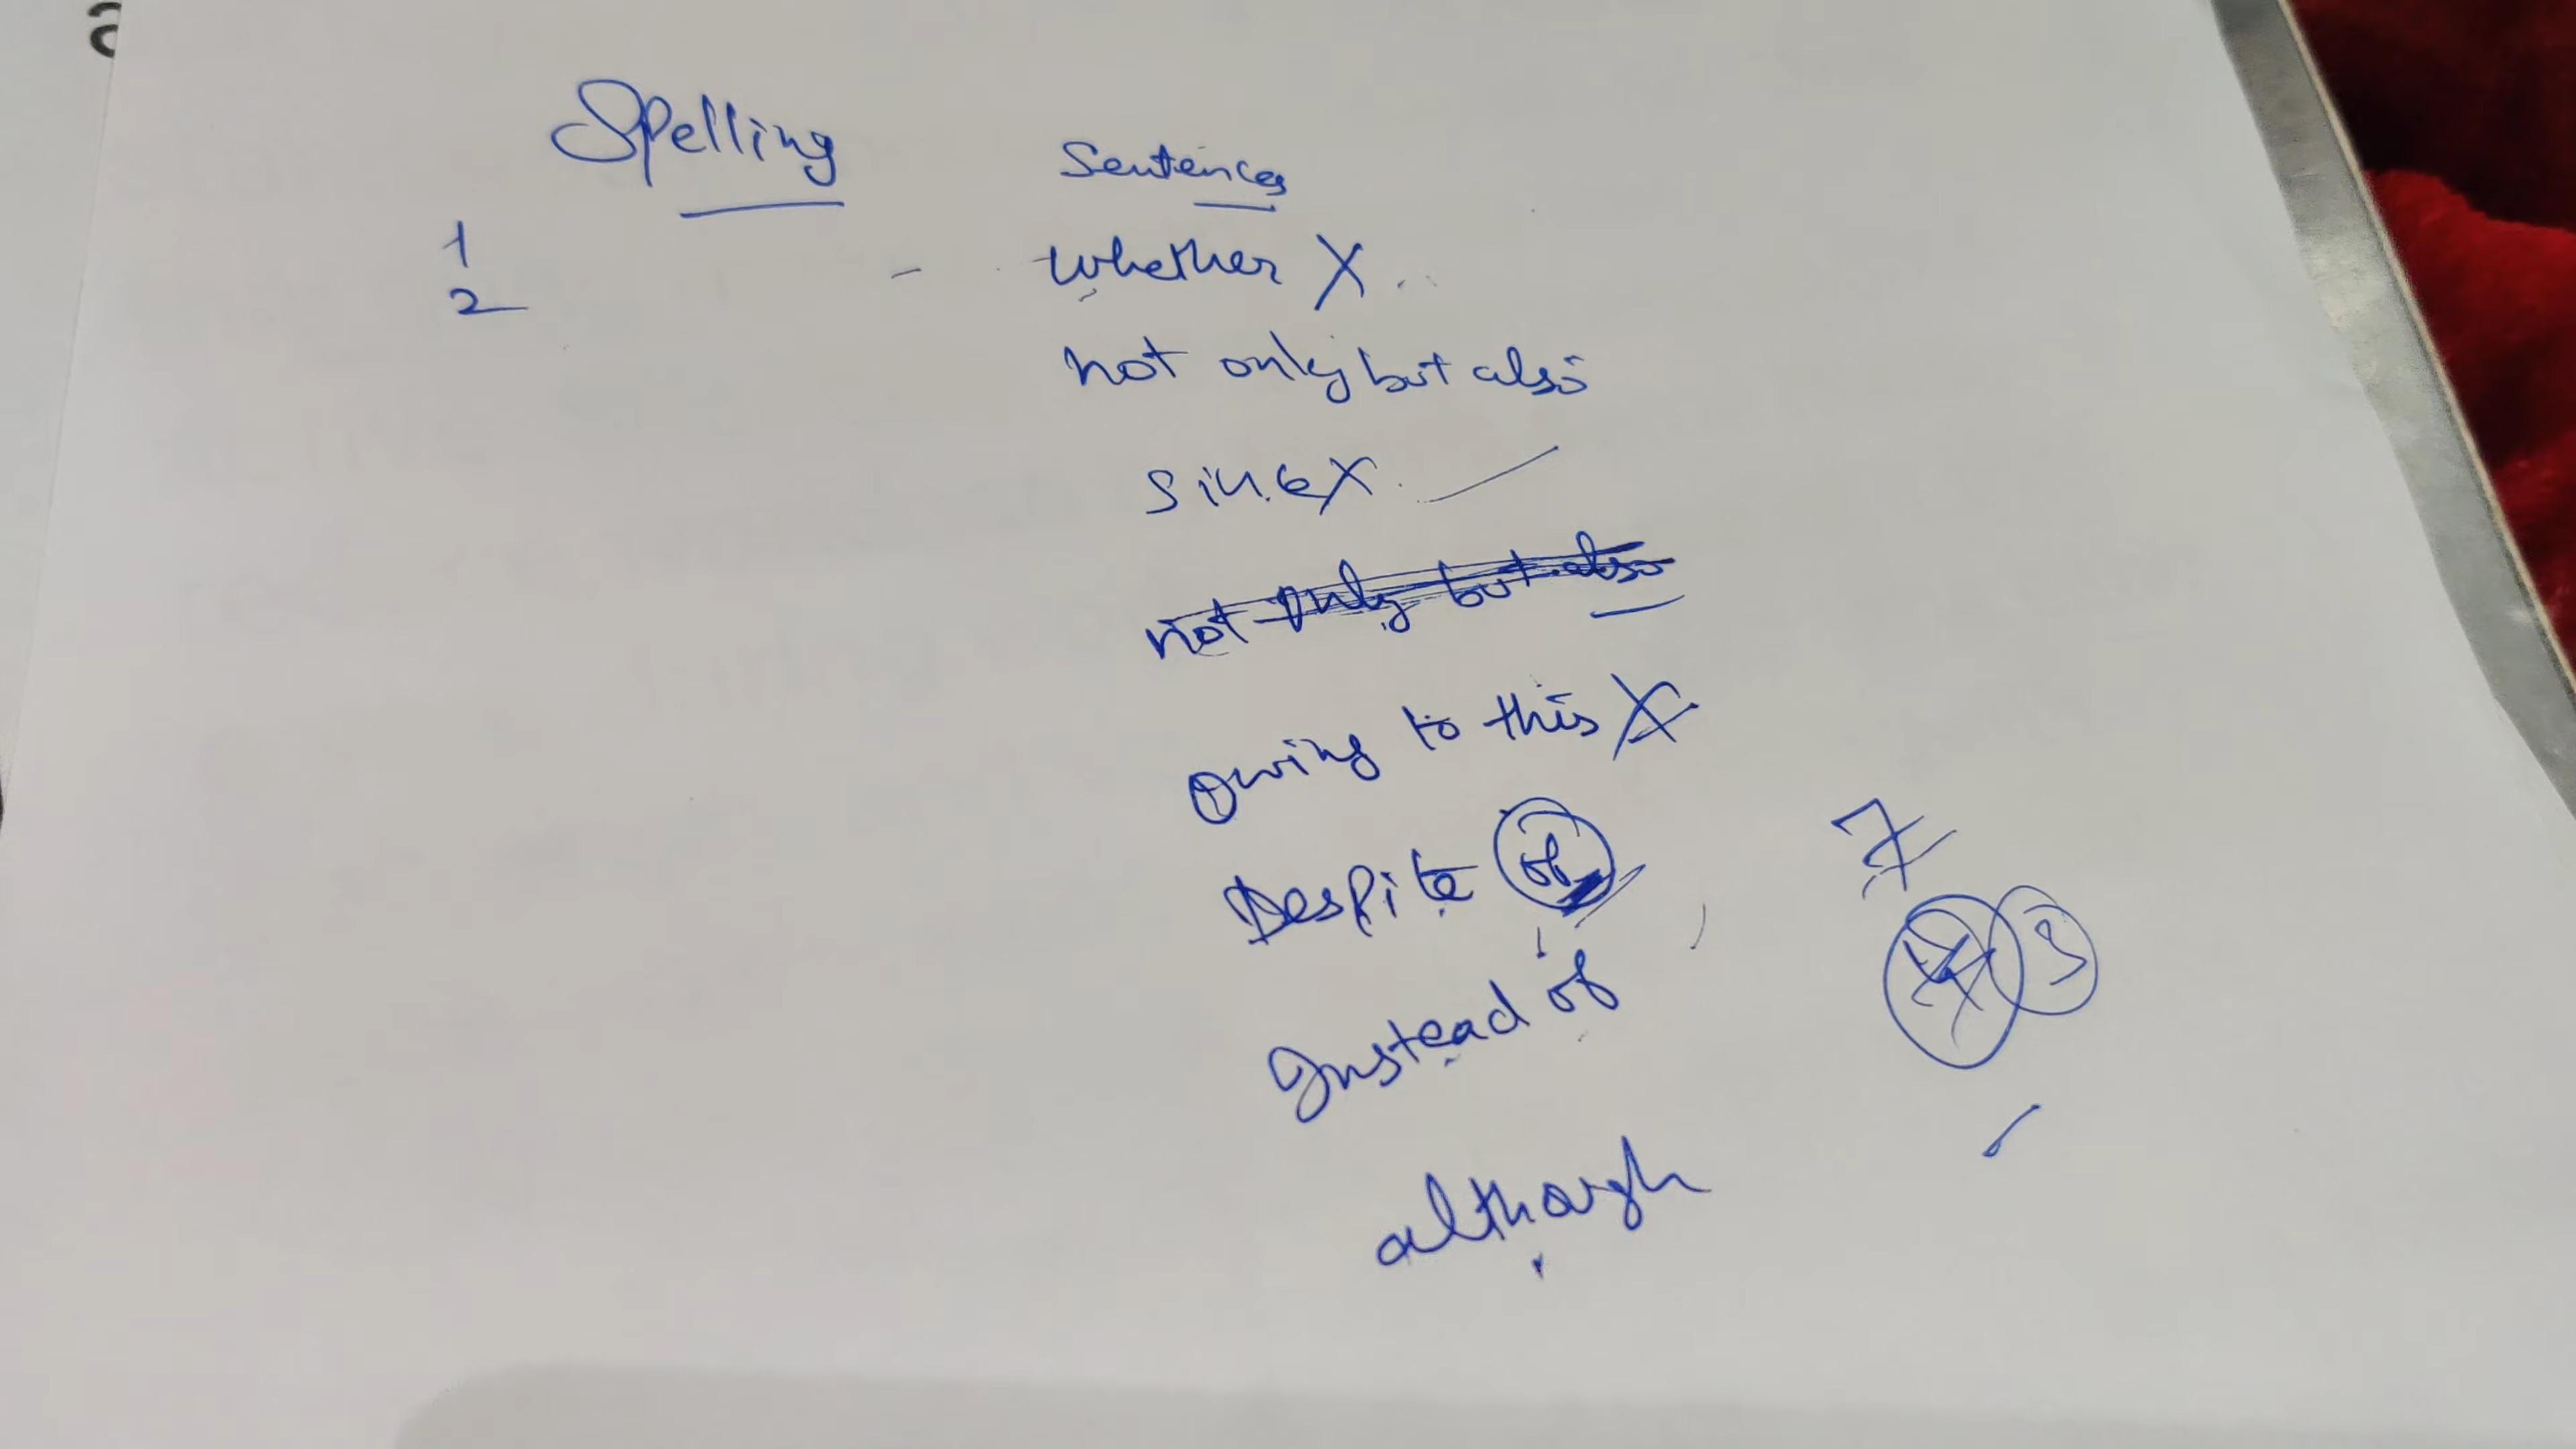 Spelling
Sentences
1
2
- whether X
not only but also
since X
not only but also
owing to this X
Despite of
Instead of
although
7
3